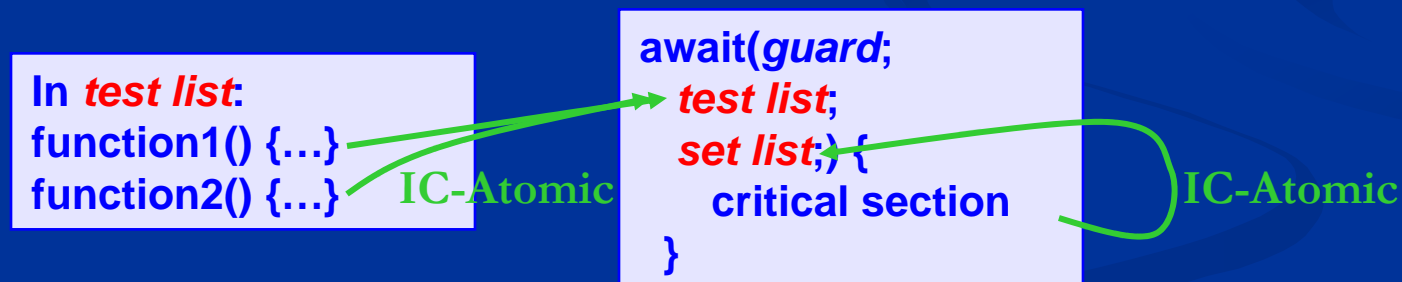 In test list:
function1() {…}
function2() {…}
IC-Atomic
await(guard;
test list;
set list;) {
critical section
}
IC-Atomic